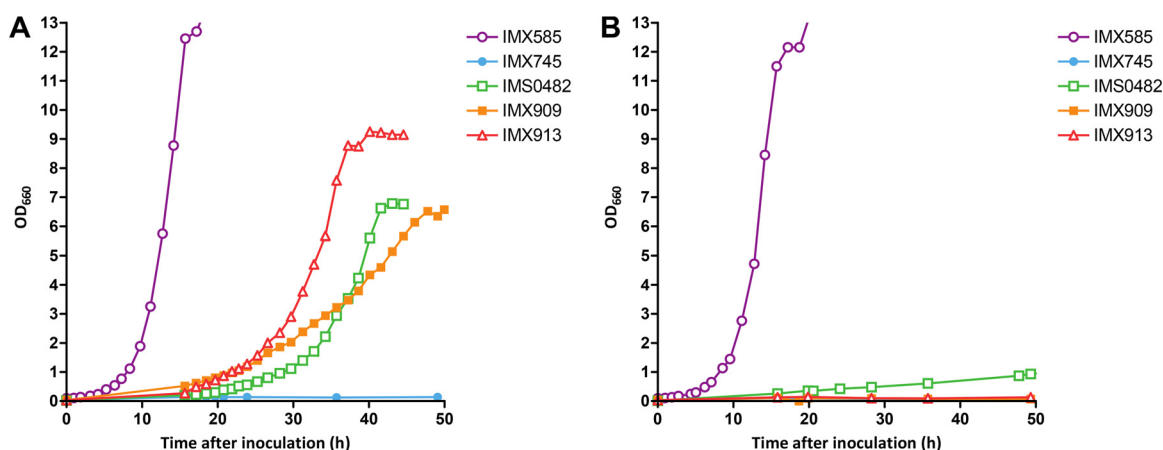 A
OD660
13
12
11
10
9
8
7
6
5
4
3
2
1
0
0 10 20 30 40 50
Time after inoculation (h)
IMX585
IMX745
IMS0482
IMX909
IMX913
B
OD660
13
12
11
10
9
8
7
6
5
4
3
2
1
0
0 10 20 30 40 50
Time after inoculation (h)
IMX585
IMX745
IMS0482
IMX909
IMX913